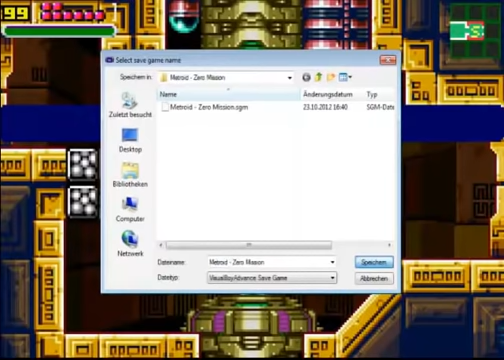 99
S
Select save game name
Speichern in: Metroid - Zero Mission
Name Änderungsdatum Typ
Metroid - Zero Mission.sgm 23.10.2012 16:40 SGM-Date
Zuletzt besucht
Desktop
Bibliotheken
Computer
Netzwerk
Dateiname: Metroid - Zero Mission Speichern
Dateityp: VisualBoyAdvance Save Game Abbrechen